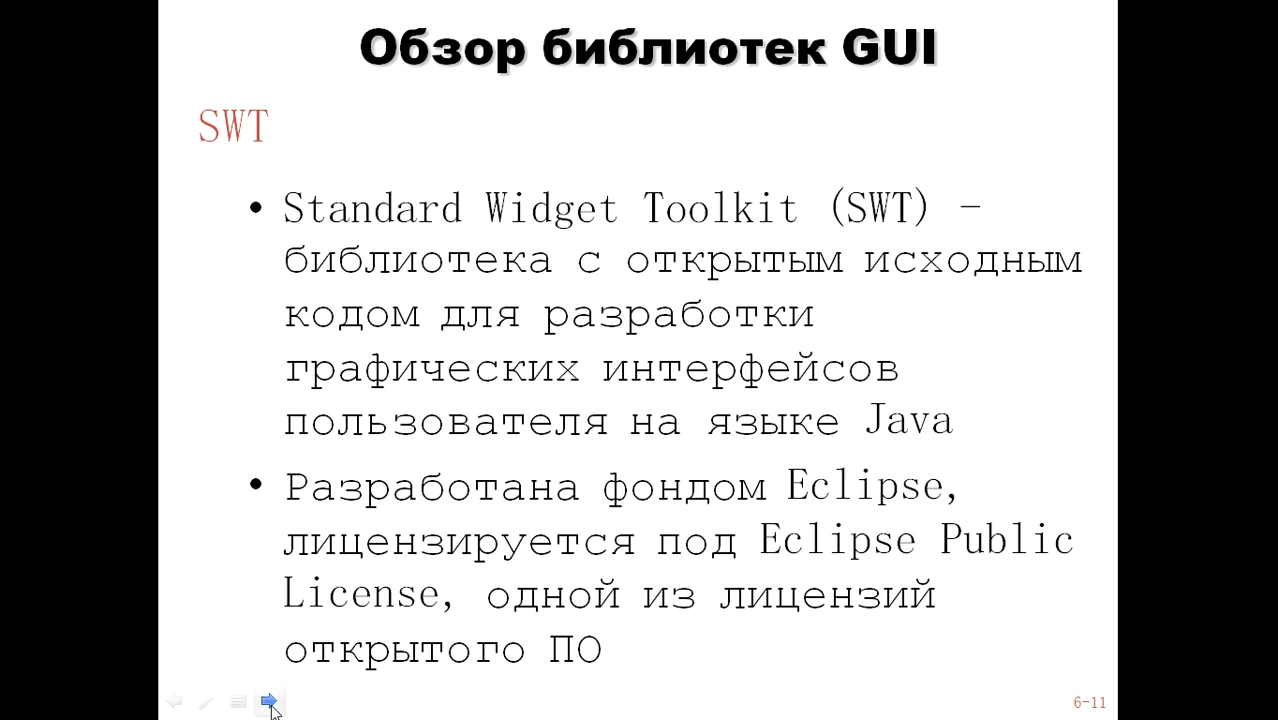 Обзор библиотек GUI
SWT
• Standard Widget Toolkit (SWT) –
библиотека с открытым исходным
кодом для разработки
графических интерфейсов
пользователя на языке Java
• Разработана фондом Eclipse,
лицензируется под Eclipse Public
License, одной из лицензий
открытого ПО
6-11